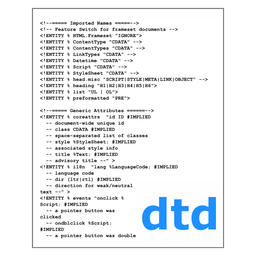 <!--===== Imported Names =====-->
<!-- Feature Switch for frameset documents -->
<!ENTITY % HTML.Frameset "IGNORE">
<!ENTITY % ContentType "CDATA" -->
<!ENTITY % ContentTypes "CDATA" -->
<!ENTITY % LinkTypes "CDATA" -->
<!ENTITY % Datetime "CDATA" -->
<!ENTITY % Script "CDATA" -->
<!ENTITY % StyleSheet "CDATA" -->
<!ENTITY % head.misc "SCRIPT|STYLE|META|LINK|OBJECT" -->
<!ENTITY % heading "H1|H2|H3|H4|H5|H6">
<!ENTITY % list "UL | OL">
<!ENTITY % preformatted "PRE">
<!--===== Generic Attributes =====-->
<!ENTITY % coreattrs "id ID #IMPLIED
-- document-wide unique id
-- class CDATA #IMPLIED
-- space-separated list of classes
-- style %StyleSheet; #IMPLIED
-- associated style info
-- title %Text; #IMPLIED
-- advisory title --" >
<!ENTITY % i18n "lang %LanguageCode; #IMPLIED
-- language code
-- dir (ltr|rtl) #IMPLIED
-- direction for weak/neutral
text --" >
<!ENTITY % events "onclick %
Script; #IMPLIED
-- a pointer button was
clicked
-- ondblclick %Script;
#IMPLIED
-- a pointer button was double
dtd